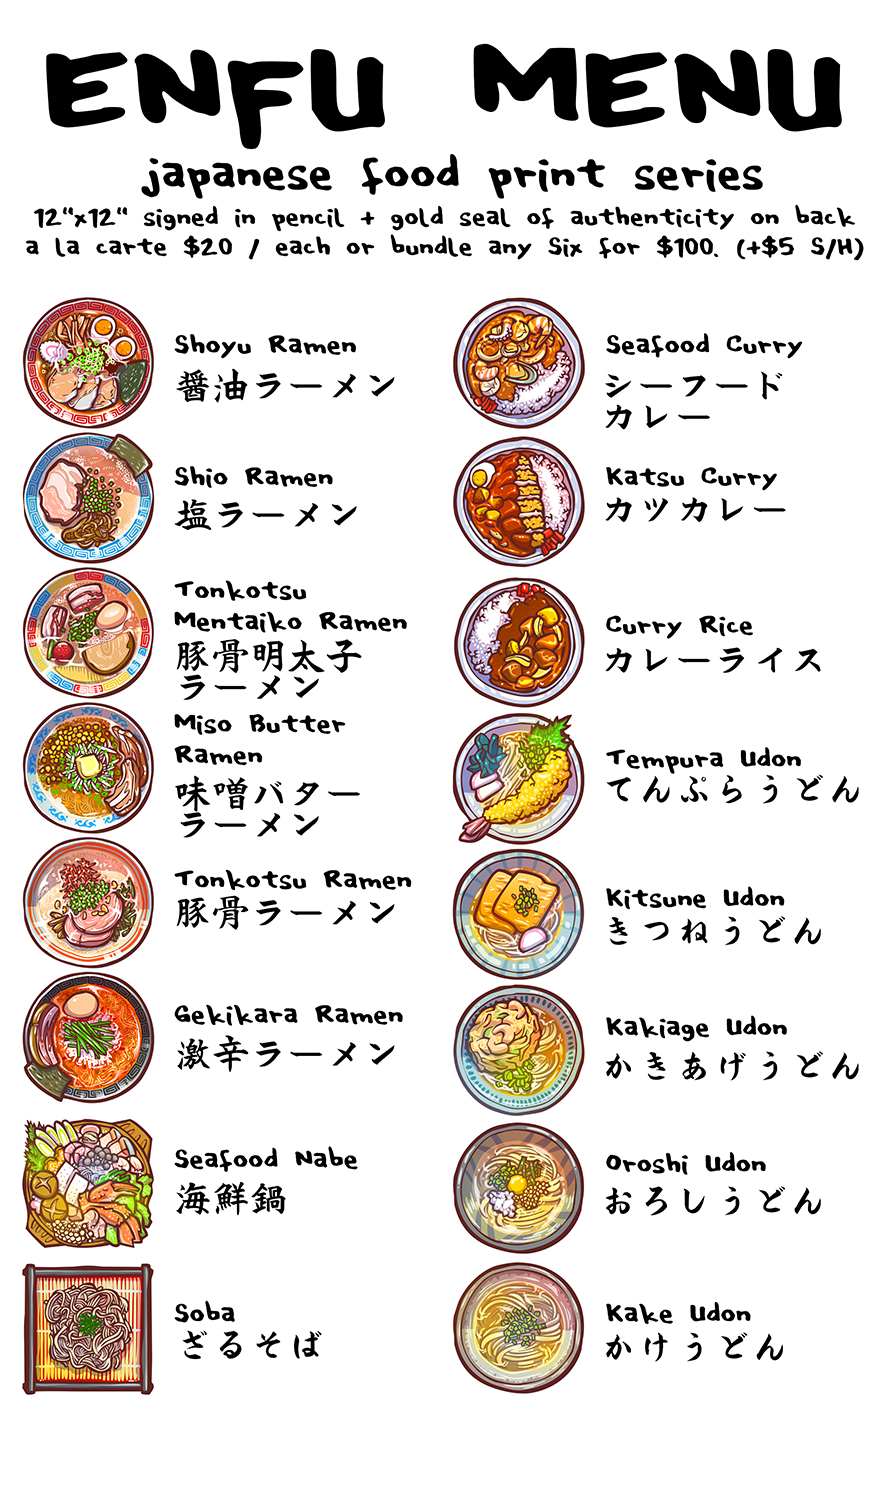 ENFU MENU
japanese food print series
12"x12" signed in pencil + gold seal of authenticity on back
a la carte $20 / each or bundle any Six for $100. (+$5 S/H)
Shoyu Ramen
醤油ラーメン
Shio Ramen
塩ラーメン
Tonkotsu
Mentaiko Ramen
豚骨明太子
ラーメン
Miso Butter
Ramen
味噌バター
ラーメン
Tonkotsu Ramen
豚骨ラーメン
Gekikara Ramen
激辛ラーメン
Seafood Nabe
海鮮鍋
Soba
ざるそば
Seafood Curry
シーフード
カレー
Katsu Curry
カツカレー
Curry Rice
カレーライス
Tempura Udon
てんぷらうどん
Kitsune Udon
きつねうどん
Kakiage Udon
かきあげうどん
Oroshi Udon
おろしうどん
Kake Udon
かけうどん